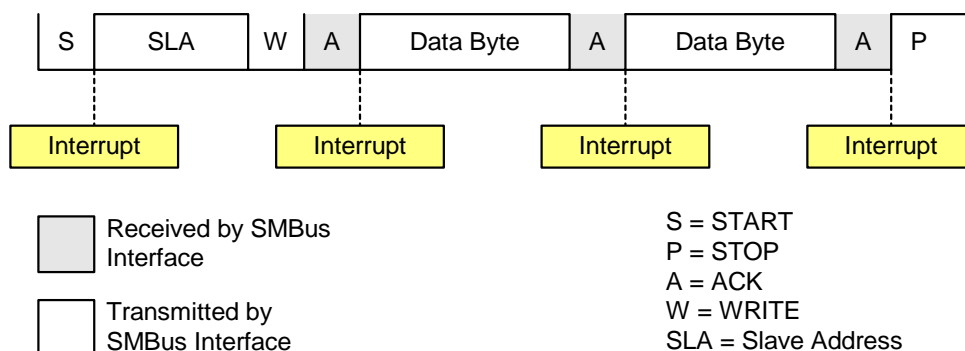 S SLA W A Data Byte A Data Byte A P
Interrupt Interrupt Interrupt Interrupt
Received by SMBus
Interface
Transmitted by
SMBus Interface
S = START
P = STOP
A = ACK
W = WRITE
SLA = Slave Address